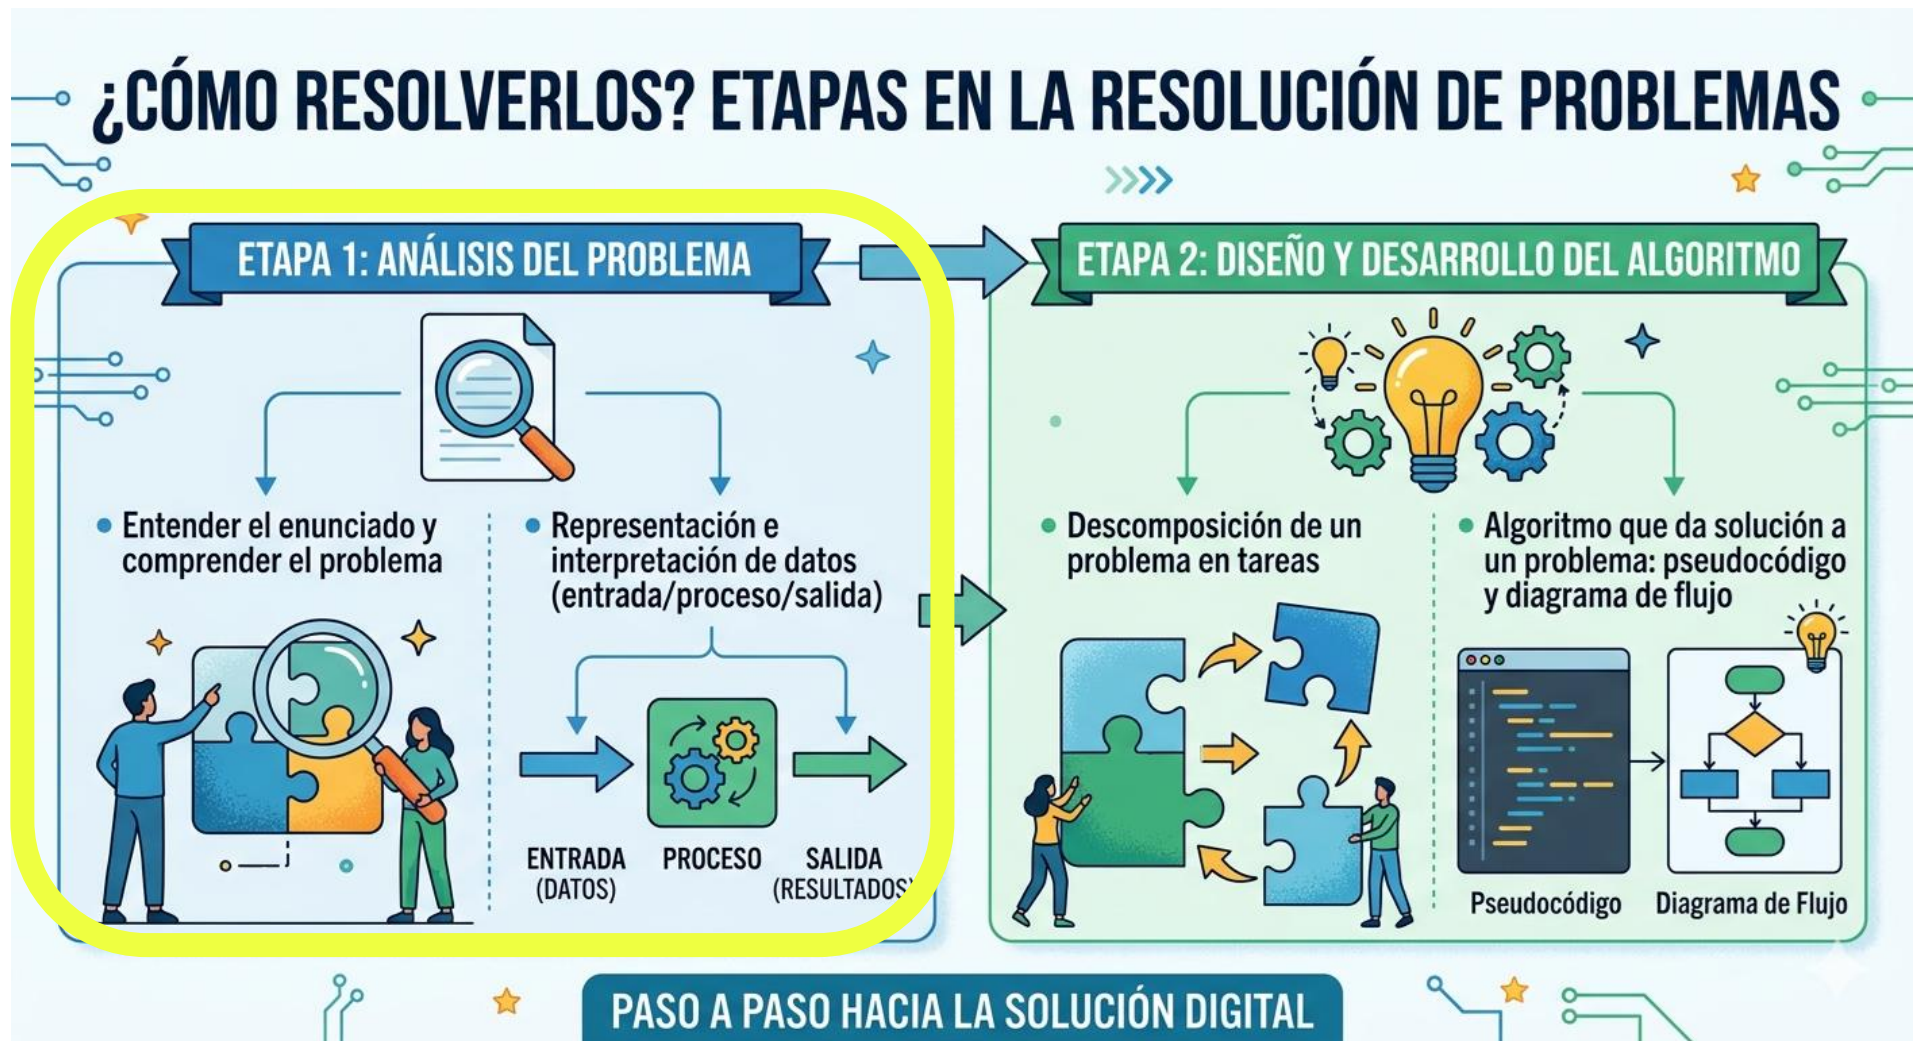 ¿CÓMO RESOLVERLOS? ETAPAS EN LA RESOLUCIÓN DE PROBLEMAS
ETAPA 1: ANÁLISIS DEL PROBLEMA
• Entender el enunciado y
comprender el problema
• Representación e
interpretación de datos
(entrada/proceso/salida)
ENTRADA
(DATOS)
PROCESO
SALIDA
(RESULTADOS)
ETAPA 2: DISEÑO Y DESARROLLO DEL ALGORITMO
• Descomposición de un
problema en tareas
• Algoritmo que da solución a
un problema: pseudocódigo
y diagrama de flujo
Pseudocódigo
Diagrama de Flujo
PASO A PASO HACIA LA SOLUCIÓN DIGITAL